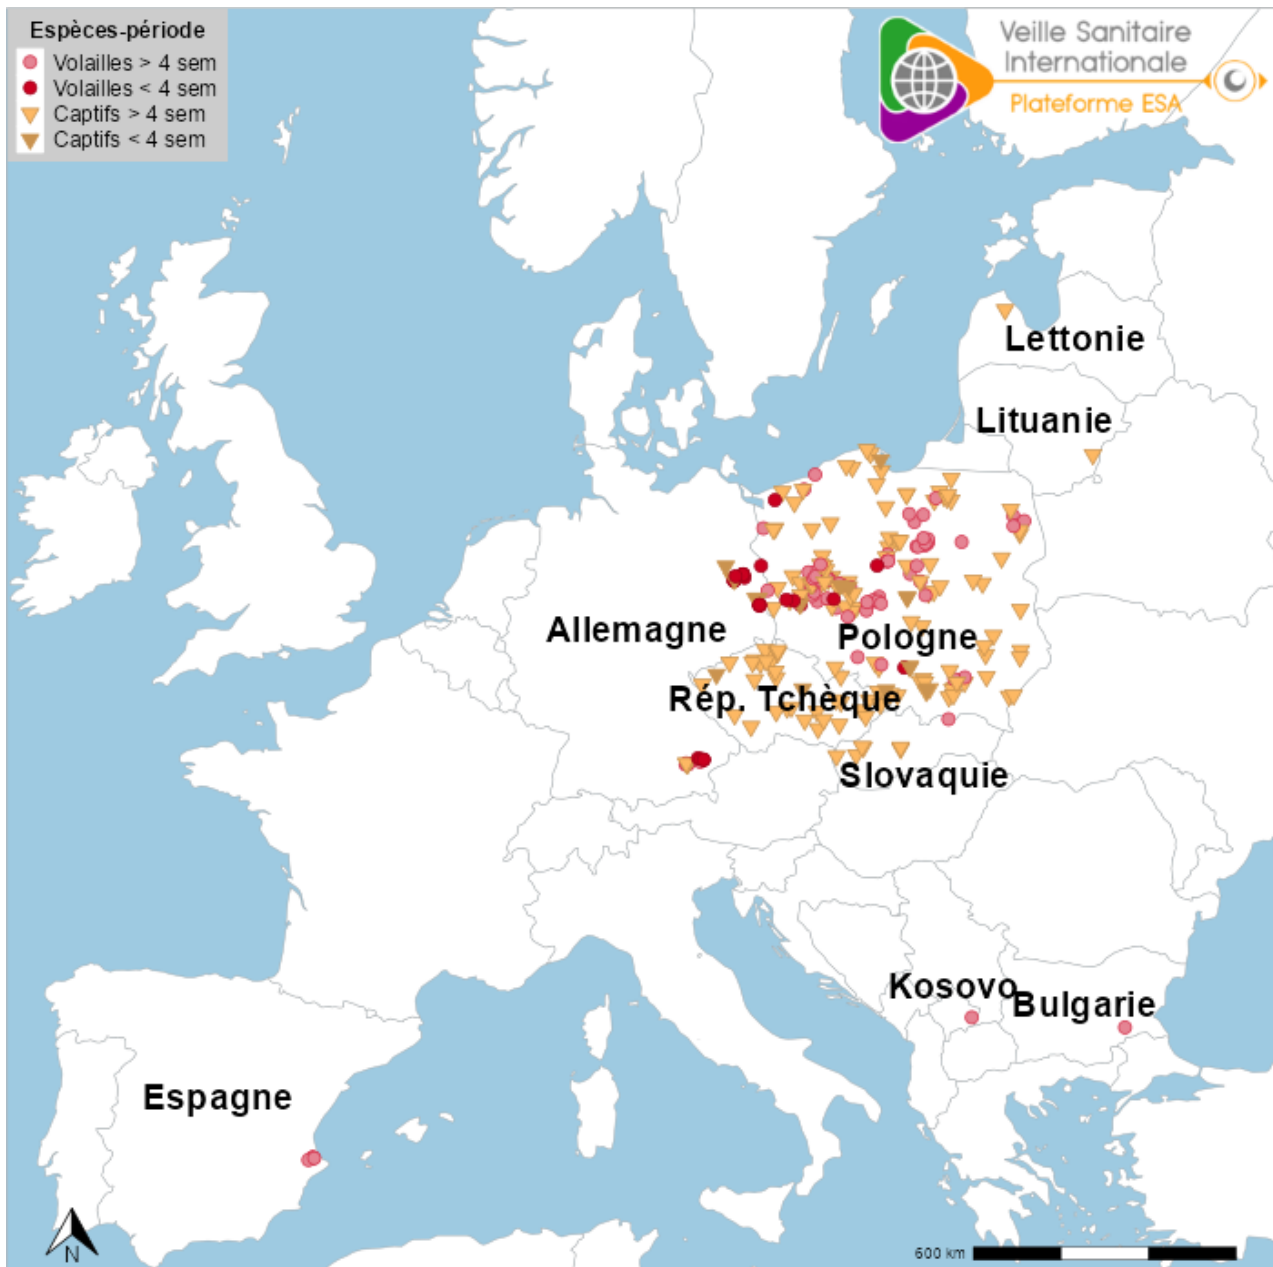 Espèces-période
Volailles > 4 sem
Volailles < 4 sem
Captifs > 4 sem
Captifs < 4 sem
Veille Sanitaire
Internationale
Plateforme ESA
Lettonie
Lituanie
Allemagne
Pologne
Rép. Tchèque
Slovaquie
Kosovo
Bulgarie
Espagne
N
600 km